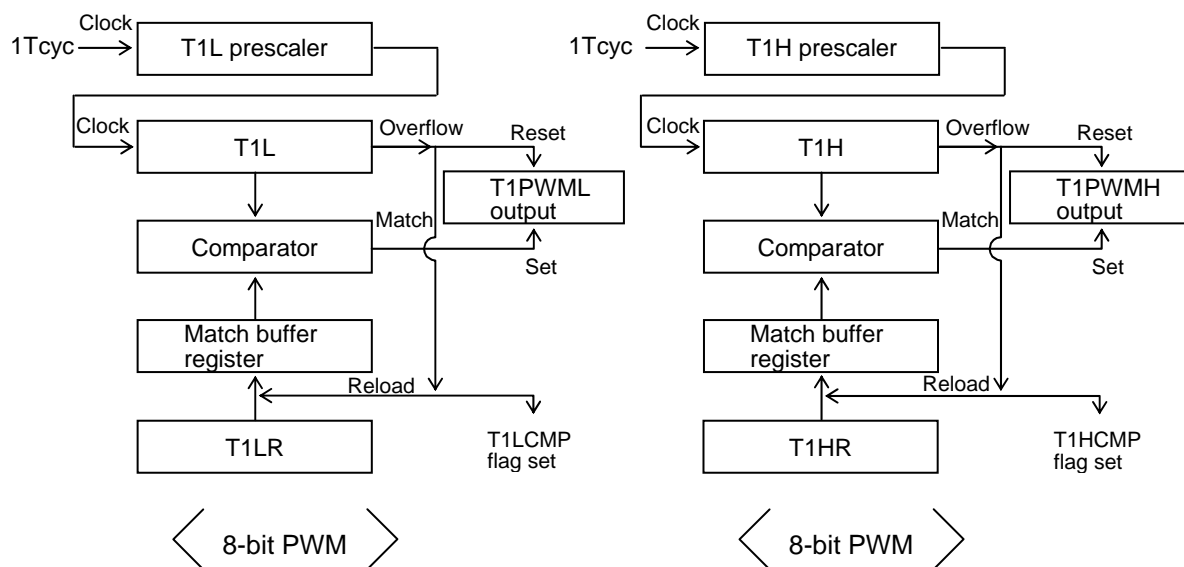 Clock
1Tcyc
T1L prescaler
Clock
T1L
Overflow
Reset
T1PWML
output
Match
Comparator
Set
Match buffer
register
Reload
T1LR
T1LCMP
flag set
8-bit PWM
Clock
1Tcyc
T1H prescaler
Clock
T1H
Overflow
Reset
T1PWMH
output
Match
Comparator
Set
Match buffer
register
Reload
T1HR
T1HCMP
flag set
8-bit PWM